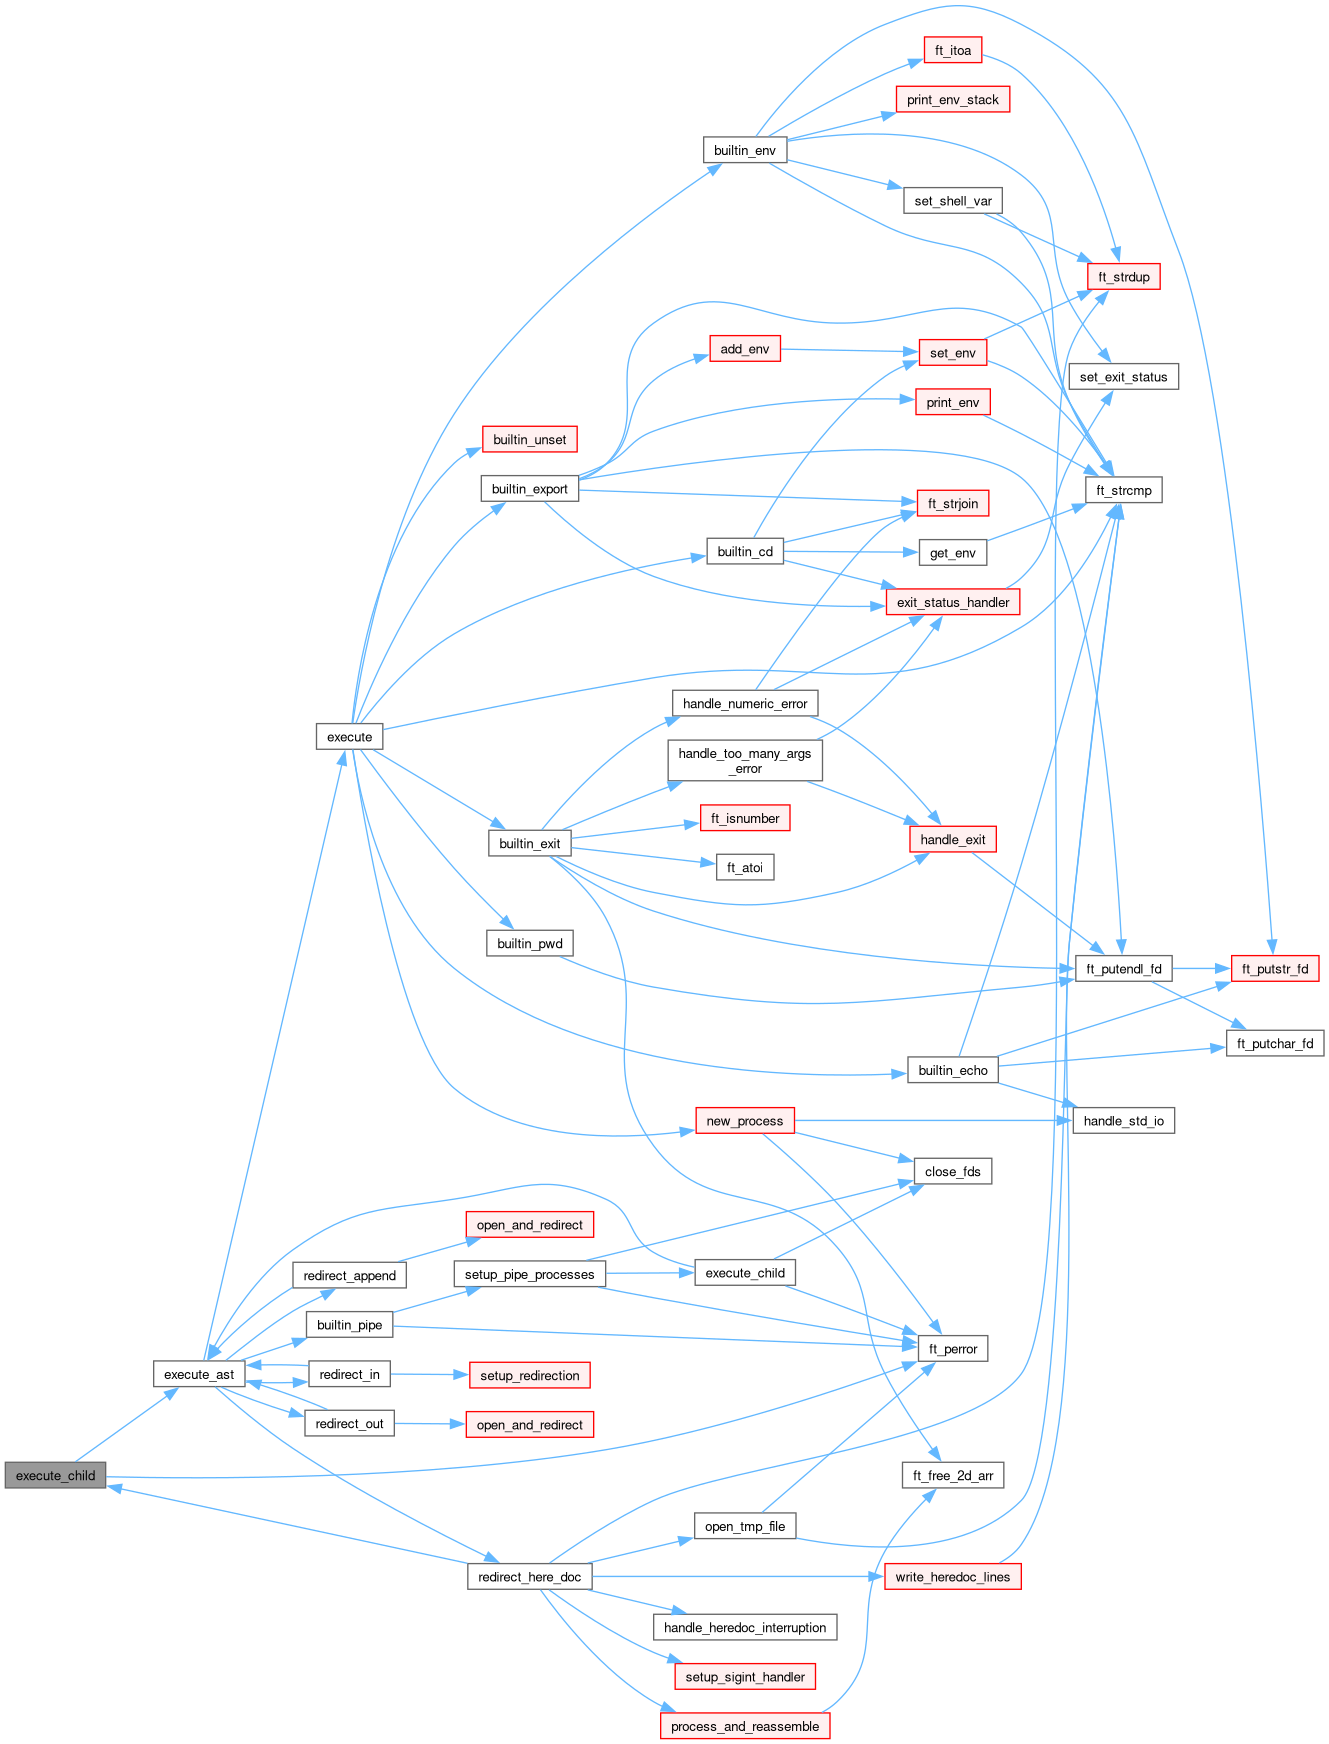 ft_itoa
print_env_stack
builtin_env
set_shell_var
ft_strdup
add_env
set_env
set_exit_status
print_env
builtin_unset
builtin_export
ft_strcmp
ft_strjoin
builtin_cd
get_env
exit_status_handler
handle_numeric_error
execute
handle_too_many_args
_error
ft_isnumber
handle_exit
builtin_exit
ft_atoi
builtin_pwd
ft_putendl_fd
ft_putstr_fd
ft_putchar_fd
builtin_echo
new_process
handle_std_io
close_fds
open_and_redirect
redirect_append
setup_pipe_processes
execute_child
builtin_pipe
ft_perror
execute_ast
redirect_in
setup_redirection
redirect_out
open_and_redirect
execute_child
ft_free_2d_arr
open_tmp_file
redirect_here_doc
write_heredoc_lines
handle_heredoc_interruption
setup_sigint_handler
process_and_reassemble